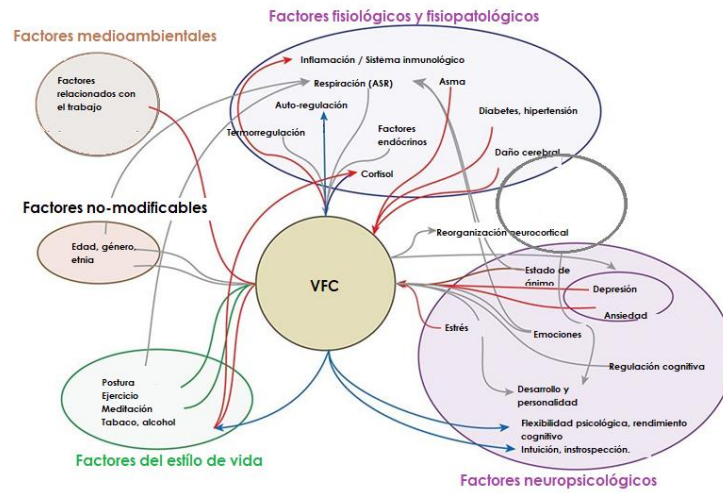 Factores fisiológicos y fisiopatológicos
Factores medioambientales
Inflamación / Sistema inmunológico
Factores
relacionados con
el trabajo
Respiración (ASR)
Asma
Auto-regulación
Diabetes, hipertensión
Termorregulación
Factores
endócrinos
Daño cerebral
Cortisol
Factores no-modificables
Edad, género,
etnia
Reorganización neurocortical
VFC
Estado de
ánimo
Depresión
Ansiedad
Estrés
Emociones
Regulación cognitiva
Postura
Ejercicio
Meditación
Tabaco, alcohol
Desarrollo y
personalidad
Flexibilidad psicológica, rendimiento
cognitivo
Intuición, instrospección.
Factores del estilo de vida
Factores neuropsicológicos